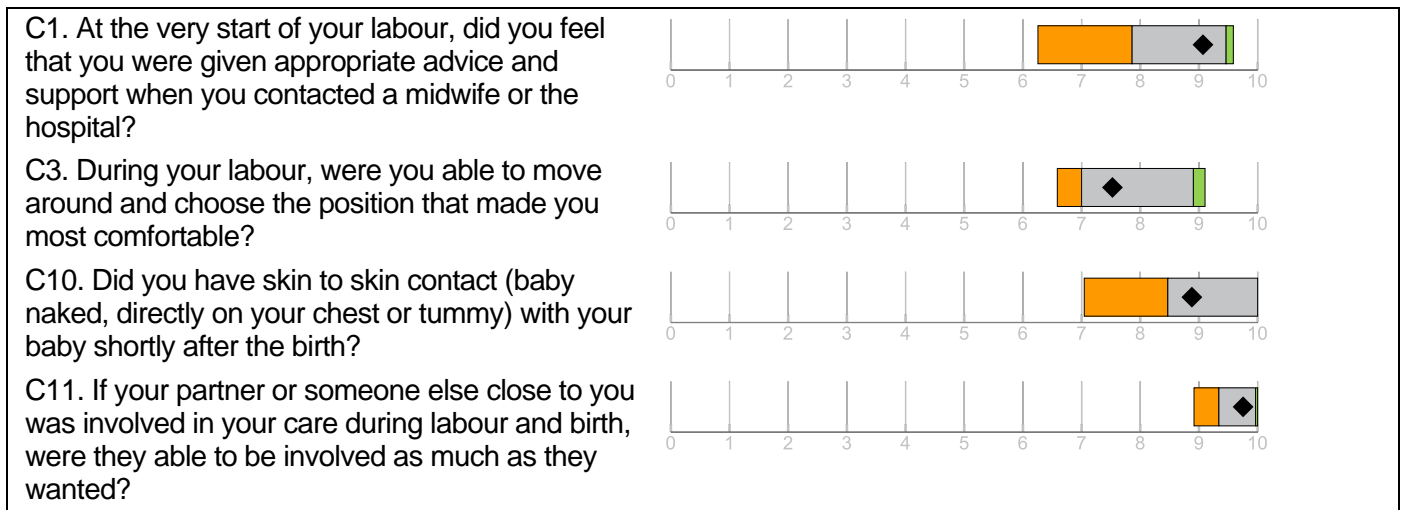 C1. At the very start of your labour, did you feel
that you were given appropriate advice and
support when you contacted a midwife or the
hospital?
0 1 2 3 4 5 6 7 8 9 10
C3. During your labour, were you able to move
around and choose the position that made you
most comfortable?
0 1 2 3 4 5 6 7 8 9 10
C10. Did you have skin to skin contact (baby
naked, directly on your chest or tummy) with your
baby shortly after the birth?
0 1 2 3 4 5 6 7 8 9 10
C11. If your partner or someone else close to you
was involved in your care during labour and birth,
were they able to be involved as much as they
wanted?
0 1 2 3 4 5 6 7 8 9 10